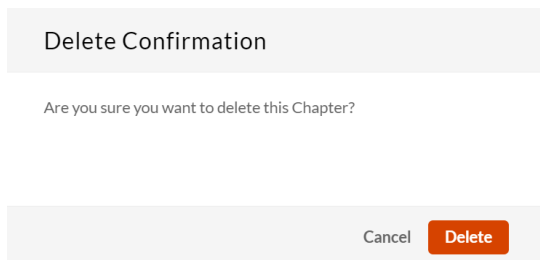 Delete Confirmation
Are you sure you want to delete this Chapter?
Cancel Delete